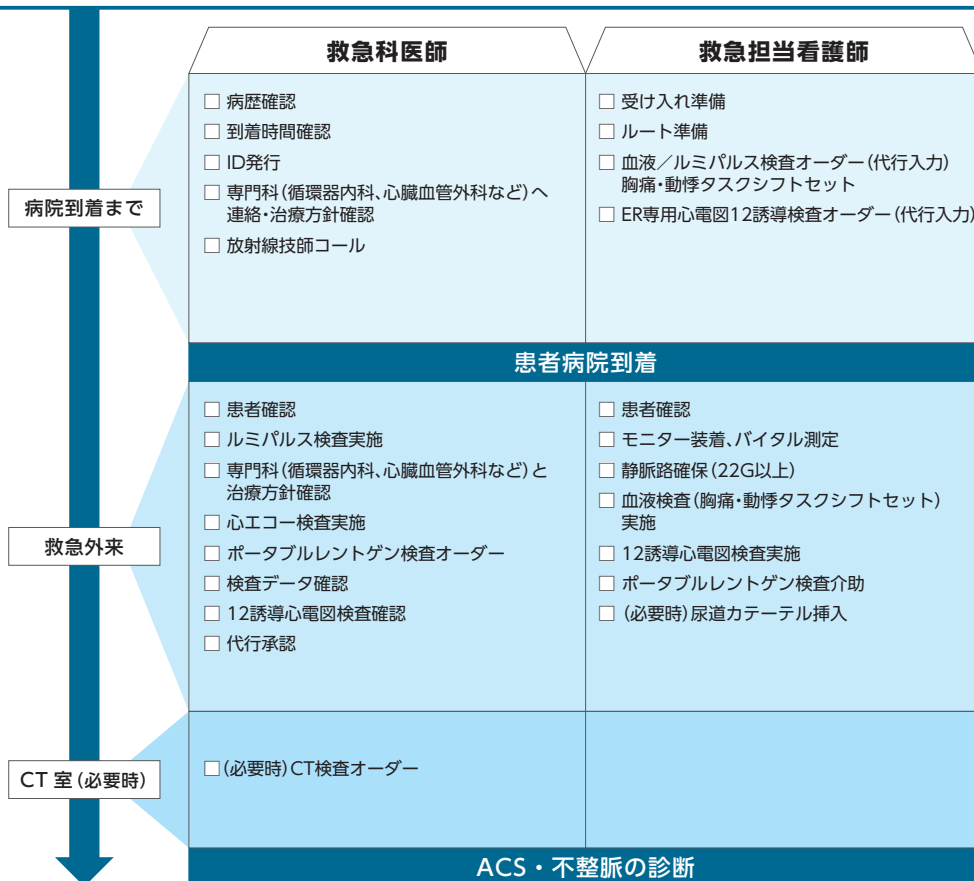 救急科医師
救急担当看護師
病院到着まで
□ 病歴確認
□ 到着時間確認
□ ID発行
□ 専門科(循環器内科、心臓血管外科など)へ
連絡・治療方針確認
□ 放射線技師コール
□ 受け入れ準備
□ ルート準備
□ 血液／ルミパルス検査オーダー(代行入力)
胸痛・動悸タスクシフトセット
□ ER専用心電図12誘導検査オーダー(代行入力)
患者病院到着
救急外来
□ 患者確認
□ ルミパルス検査実施
□ 専門科(循環器内科、心臓血管外科など)と
治療方針確認
□ 心エコー検査実施
□ ポータブルレントゲン検査オーダー
□ 検査データ確認
□ 12誘導心電図検査確認
□ 代行承認
□ 患者確認
□ モニター装着、バイタル測定
□ 静脈路確保(22G以上)
□ 血液検査(胸痛・動悸タスクシフトセット)
実施
□ 12誘導心電図検査実施
□ ポータブルレントゲン検査介助
□ (必要時)尿道カテーテル挿入
CT 室(必要時)
□ (必要時)CT検査オーダー
ACS・不整脈の診断